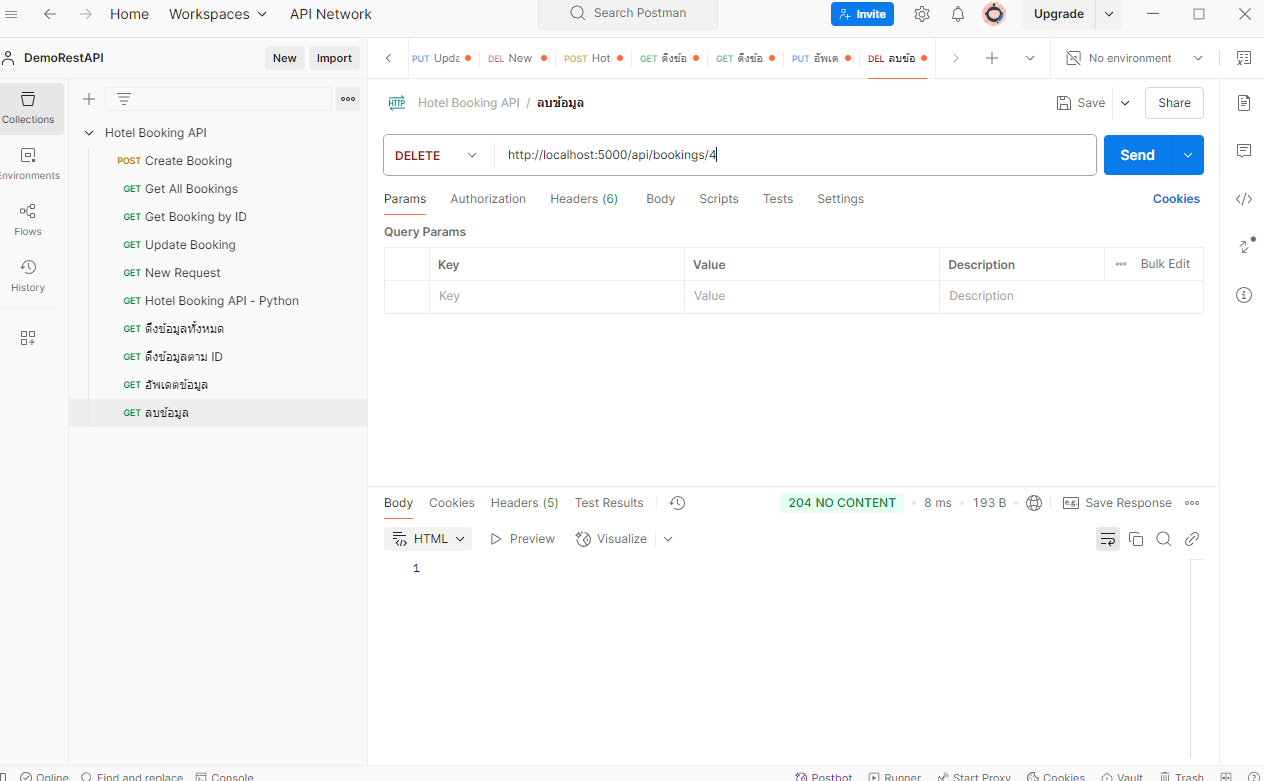 Home Workspaces API Network Search Postman Invite Upgrade
DemoRestAPI New Import PUT Upda DEL New POST Hot GET ดึงข้อ GET ดึงข้อ PUT อัพเด DEL ลบข้อ No environment
Collections
Hotel Booking API / ลบข้อมูล Save Share
Hotel Booking API
DELETE http://localhost:5000/api/bookings/4 Send
POST Create Booking
Environments
GET Get All Bookings
Params Authorization Headers (6) Body Scripts Tests Settings Cookies
GET Get Booking by ID
Flows
Query Params
GET Update Booking
Key Value Description Bulk Edit
GET New Request
History
Key Value Description
GET Hotel Booking API - Python
GET ดึงข้อมูลทั้งหมด
GET ดึงข้อมูลตาม ID
GET อัพเดตข้อมูล
GET ลบข้อมูล
Body Cookies Headers (5) Test Results 204 NO CONTENT 8 ms 193 B e.g. Save Response
HTML Preview Visualize
1
Online Find and replace Console Postbot Runner Start Proxy Cookies Vault Trash